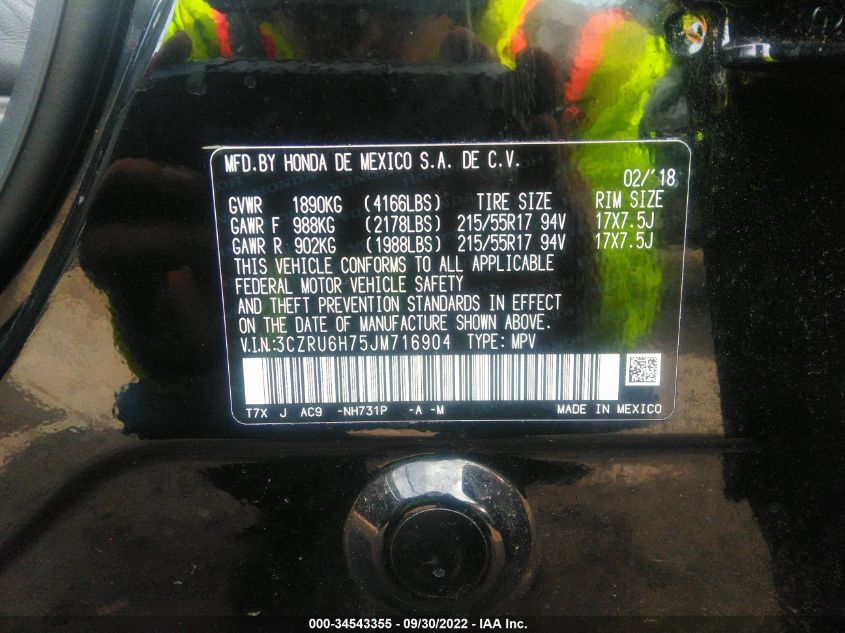 MFD.BY HONDA DE MEXICO S.A. DE C.V.
02/'18
GVWR 1890KG (4166LBS) TIRE SIZE RIM SIZE
GAWR F 988KG (2178LBS) 215/55R17 94V 17X7.5J
GAWR R 902KG (1988LBS) 215/55R17 94V 17X7.5J
THIS VEHICLE CONFORMS TO ALL APPLICABLE
FEDERAL MOTOR VEHICLE SAFETY
AND THEFT PREVENTION STANDARDS IN EFFECT
ON THE DATE OF MANUFACTURE SHOWN ABOVE.
V.I.N.:3CZRU6H75JM716904 TYPE: MPV
T7X J AC9 -NH731P -A -M MADE IN MEXICO
000-34543355 - 09/30/2022 - IAA Inc.